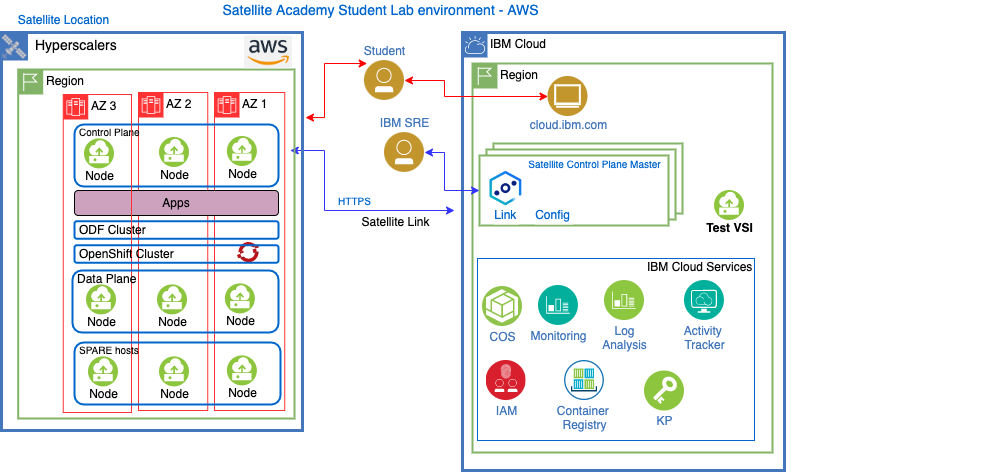 Satellite Academy Student Lab environment - AWS
Satellite Location
Hyperscalers
aws
Region
AZ 3
AZ 2
AZ 1
Control Plane
Node
Node
Node
Apps
ODF Cluster
OpenShift Cluster
Data Plane
Node
Node
Node
SPARE hosts
Node
Node
Node
Student
IBM SRE
HTTPS
Satellite Link
IBM Cloud
Region
cloud.ibm.com
Satellite Control Plane Master
Link
Config
Test VSI
IBM Cloud Services
COS
Monitoring
Log
Analysis
Activity
Tracker
IAM
Container
Registry
KP